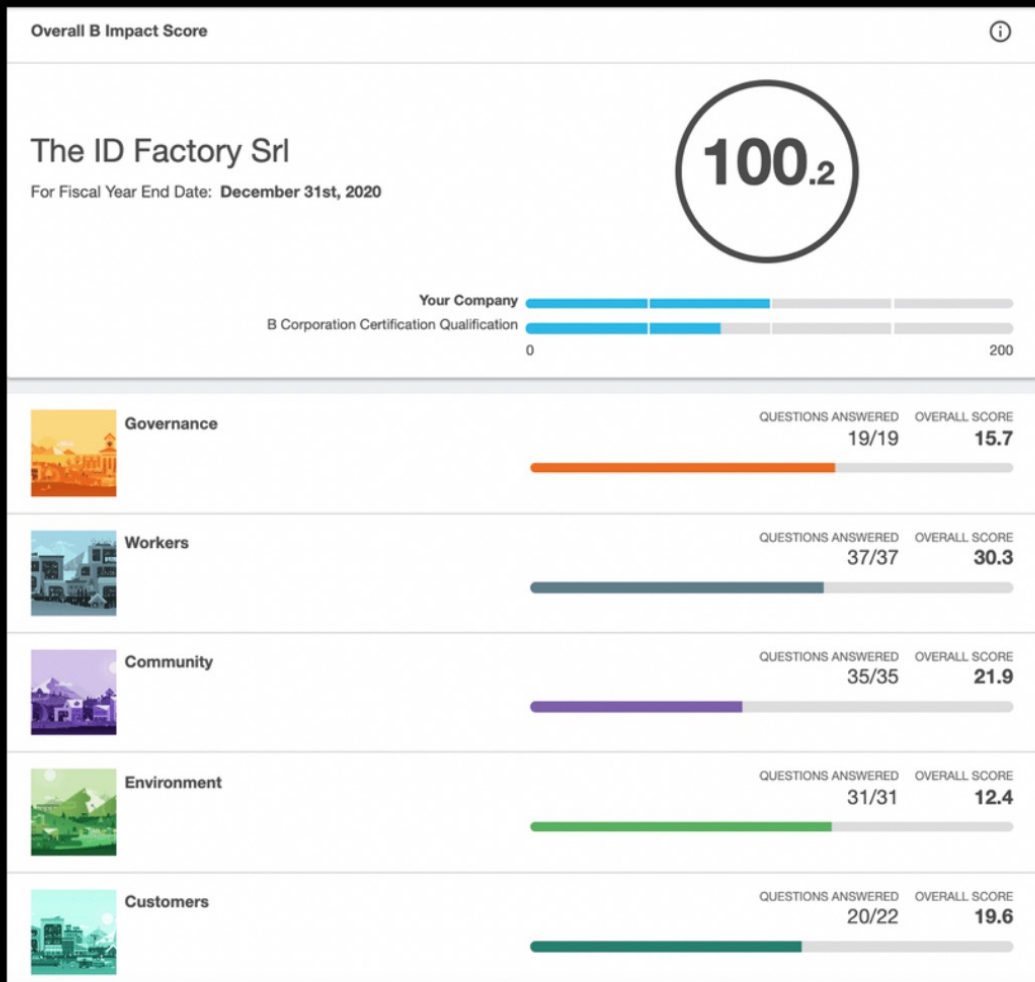 Overall B Impact Score
The ID Factory Srl
For Fiscal Year End Date: December 31st, 2020
100.2
Your Company
B Corporation Certification Qualification
0 200
Governance
QUESTIONS ANSWERED OVERALL SCORE
19/19 15.7
Workers
QUESTIONS ANSWERED OVERALL SCORE
37/37 30.3
Community
QUESTIONS ANSWERED OVERALL SCORE
35/35 21.9
Environment
QUESTIONS ANSWERED OVERALL SCORE
31/31 12.4
Customers
QUESTIONS ANSWERED OVERALL SCORE
20/22 19.6